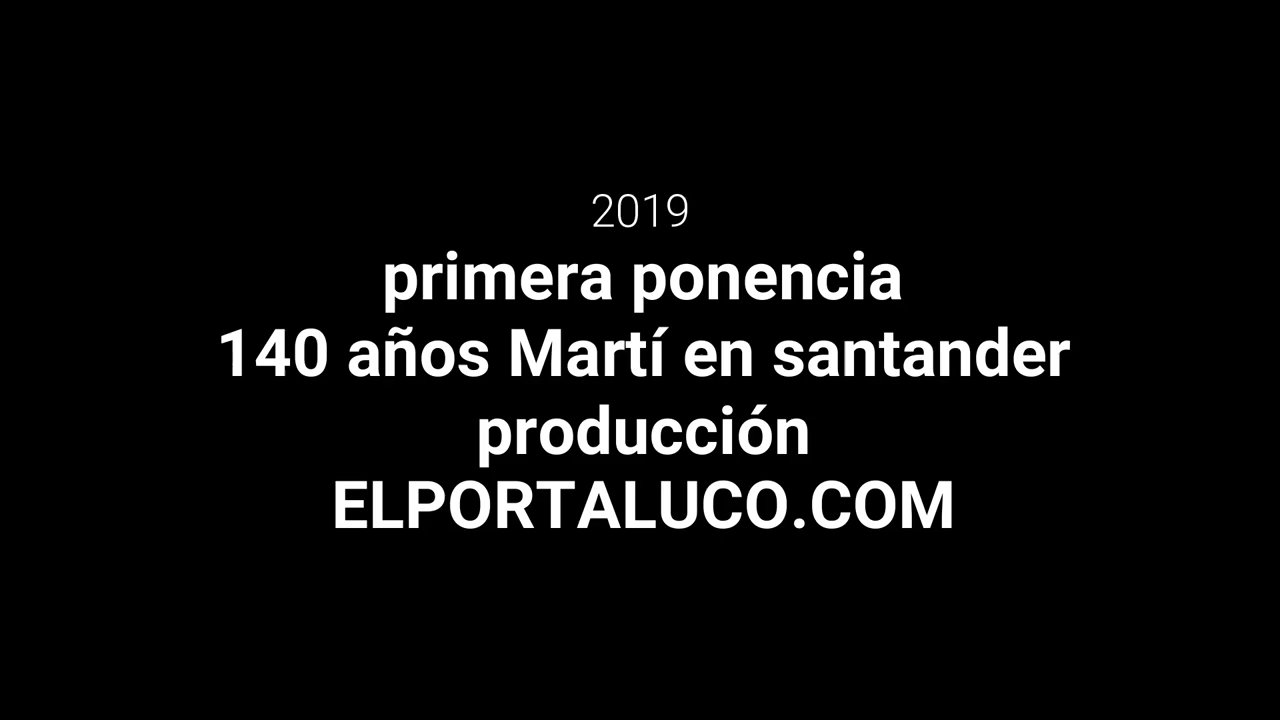 2019
primera ponencia
140 años Martí en santander
producción
ELPORTALUCO.COM